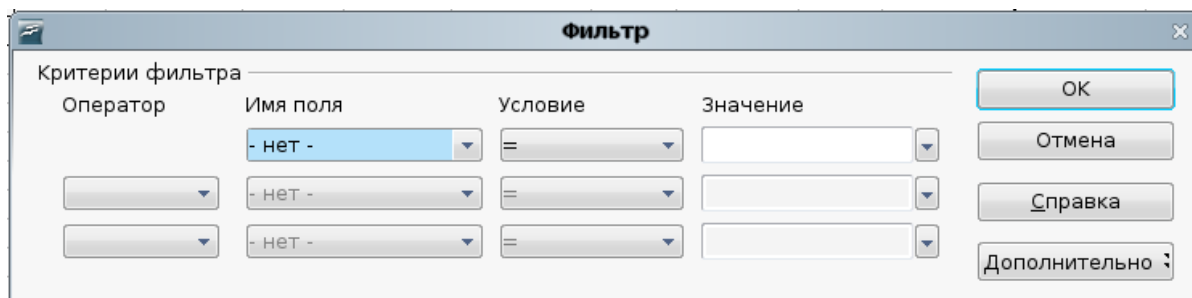 Фильтр
Критерии фильтра
Оператор Имя поля Условие Значение
- нет - =
- нет - =
- нет - =
OK
Отмена
Справка
Дополнительно